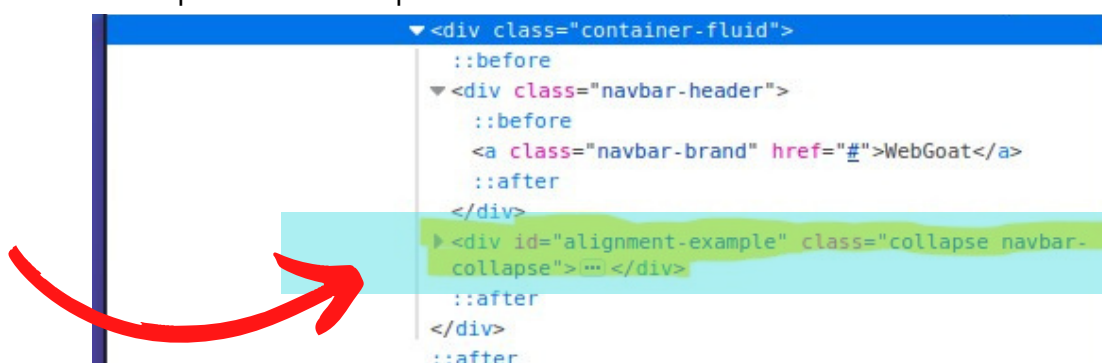 <div class="container-fluid">
::before
<div class="navbar-header">
::before
<a class="navbar-brand" href="#">WebGoat</a>
::after
</div>
<div id="alignment-example" class="collapse navbar-
collapse"> ••• </div>
::after
</div>
::after